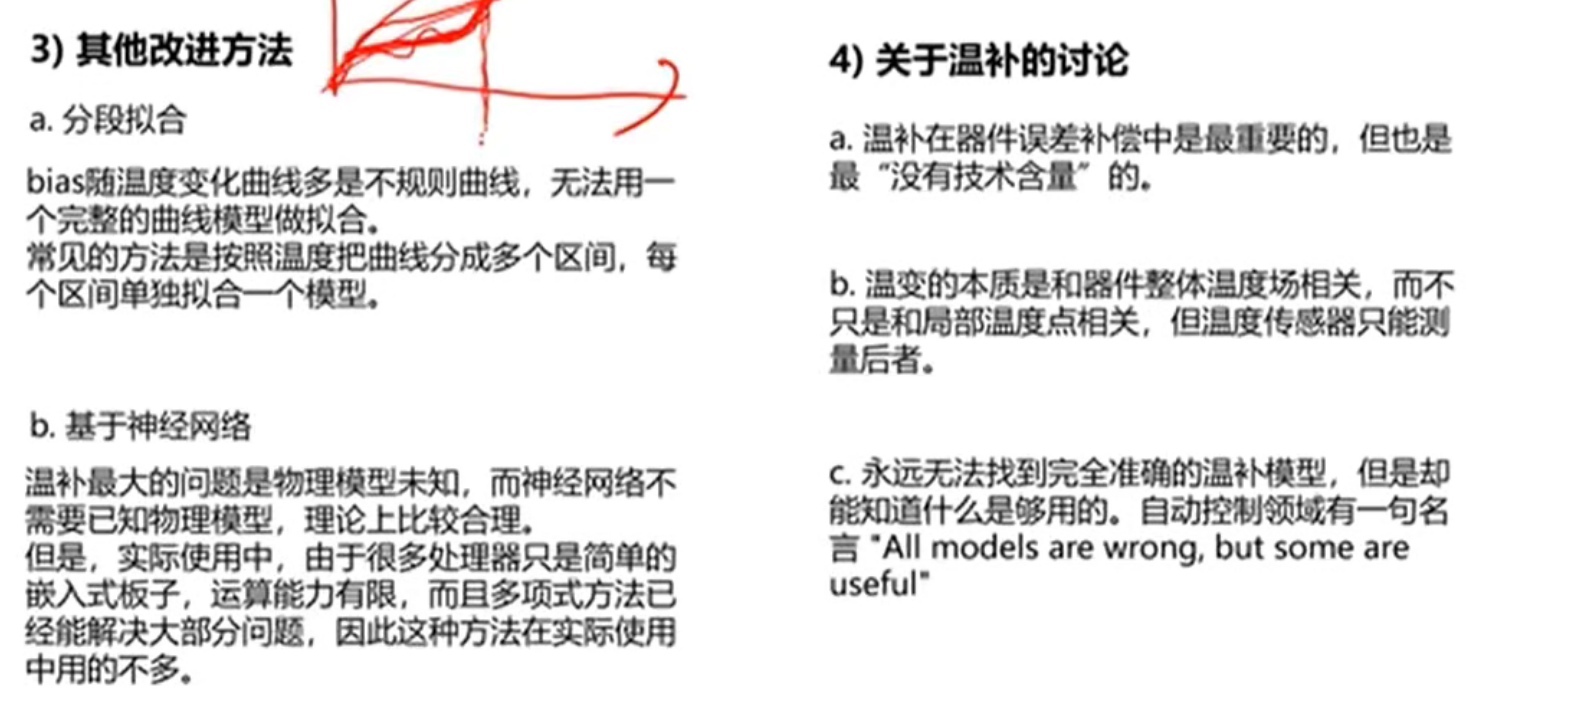 3) 其他改进方法
a. 分段拟合
bias随温度变化曲线多是不规则曲线，无法用一
个完整的曲线模型做拟合。
常见的方法是按照温度把曲线分成多个区间，每
个区间单独拟合一个模型。
b. 基于神经网络
温补最大的问题是物理模型未知，而神经网络不
需要已知物理模型，理论上比较合理。
但是，实际使用中，由于很多处理器只是简单的
嵌入式板子，运算能力有限，而且多项式方法已
经能解决大部分问题，因此这种方法在实际使用
中用的不多。
4) 关于温补的讨论
a. 温补在器件误差补偿中是最重要的，但也是
最“没有技术含量”的。
b. 温变的本质是和器件整体温度场相关，而不
只是和局部温度点相关，但温度传感器只能测
量后者。
c. 永远无法找到完全准确的温补模型，但是却
能知道什么是够用的。自动控制领域有一句名
言 "All models are wrong, but some are
useful"